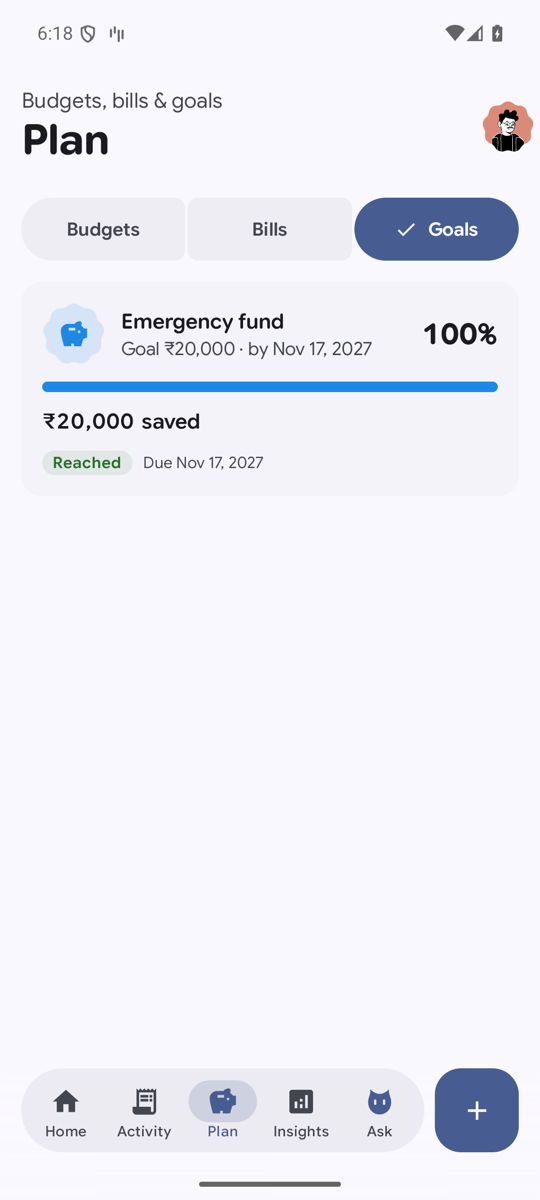 6:18
Budgets, bills & goals
Plan
Budgets
Bills
Goals
Emergency fund
Goal ₹20,000 · by Nov 17, 2027
100%
₹20,000 saved
Reached
Due Nov 17, 2027
Home
Activity
Plan
Insights
Ask